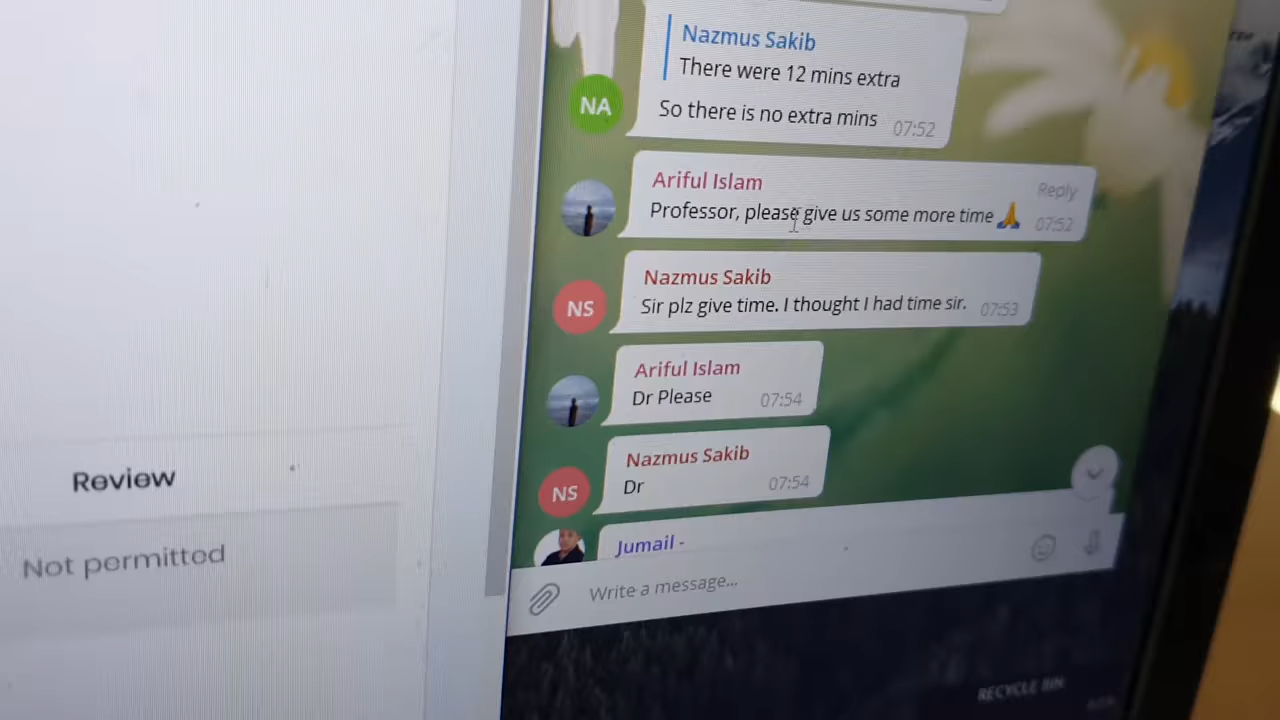 Nazmus Sakib
There were 12 mins extra
NA
So there is no extra mins 07:52
Ariful Islam Reply
Professor, please give us some more time 🙏 07:52
Nazmus Sakib
NS
Sir plz give time. I thought I had time sir. 07:53
Ariful Islam
Dr Please 07:54
Nazmus Sakib
NS
Dr 07:54
Jumail -
Write a message...
Review
Not permitted
RECYCLE BIN